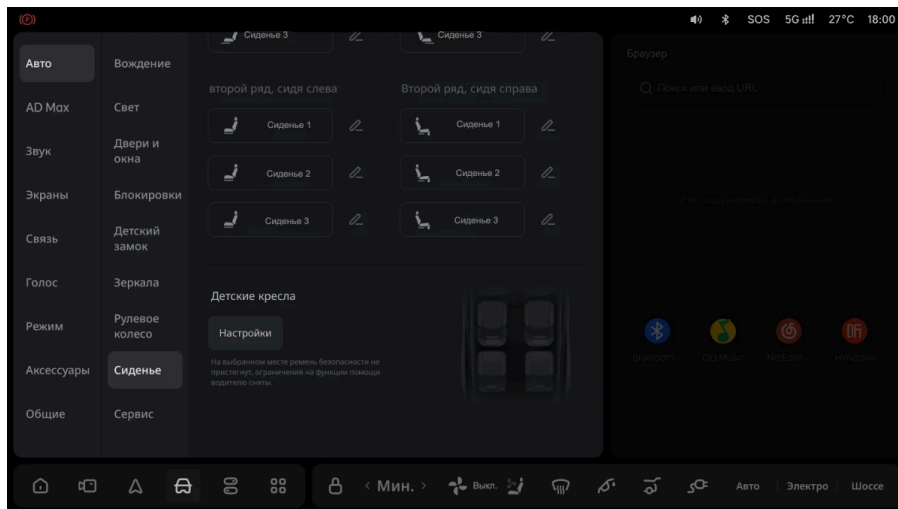 SOS 5G 27°C 18:00
Авто
AD Max
Звук
Экраны
Связь
Голос
Режим
Аксессуары
Общие
Вождение
Свет
Двери и
окна
Блокировки
Детский
замок
Зеркала
Рулевое
колесо
Сиденье
Сервис
Сиденье 3 Сиденье 3
второй ряд, сидя слева Второй ряд, сидя справа
Сиденье 1 Сиденье 1
Сиденье 2 Сиденье 2
Сиденье 3 Сиденье 3
Детские кресла
Настройки
На выбранном месте ремень безопасности не
пристегнут, ограничения на функции помощи
водителю сняты.
Браузер
Поиск или ввод URL
Bluetooth QQ Music NetEase Himalaya
< Мин. > Выкл. Авто Электро Шоссе